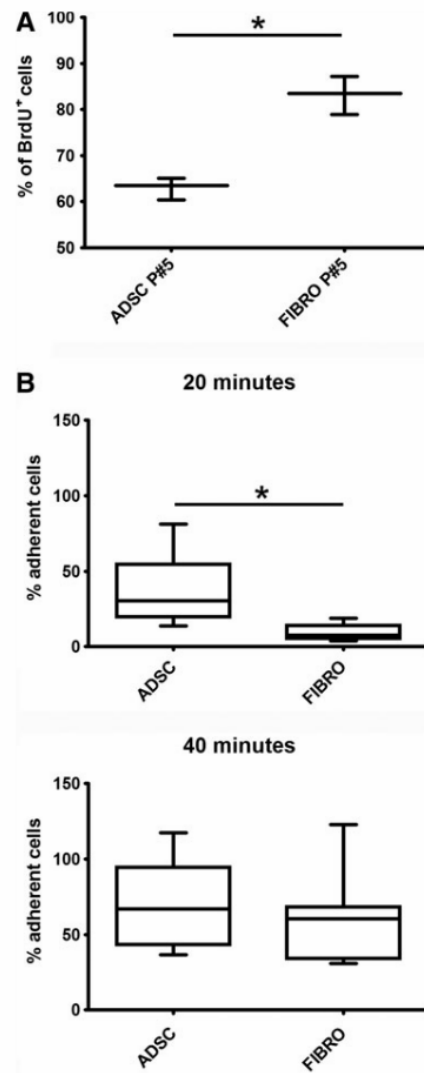 A
*
% of BrdU⁺ cells
100
90
80
70
60
50
ADSC P#5
FIBRO P#5
B
20 minutes
*
% adherent cells
150
100
50
0
ADSC
FIBRO
40 minutes
% adherent cells
150
100
50
0
ADSC
FIBRO